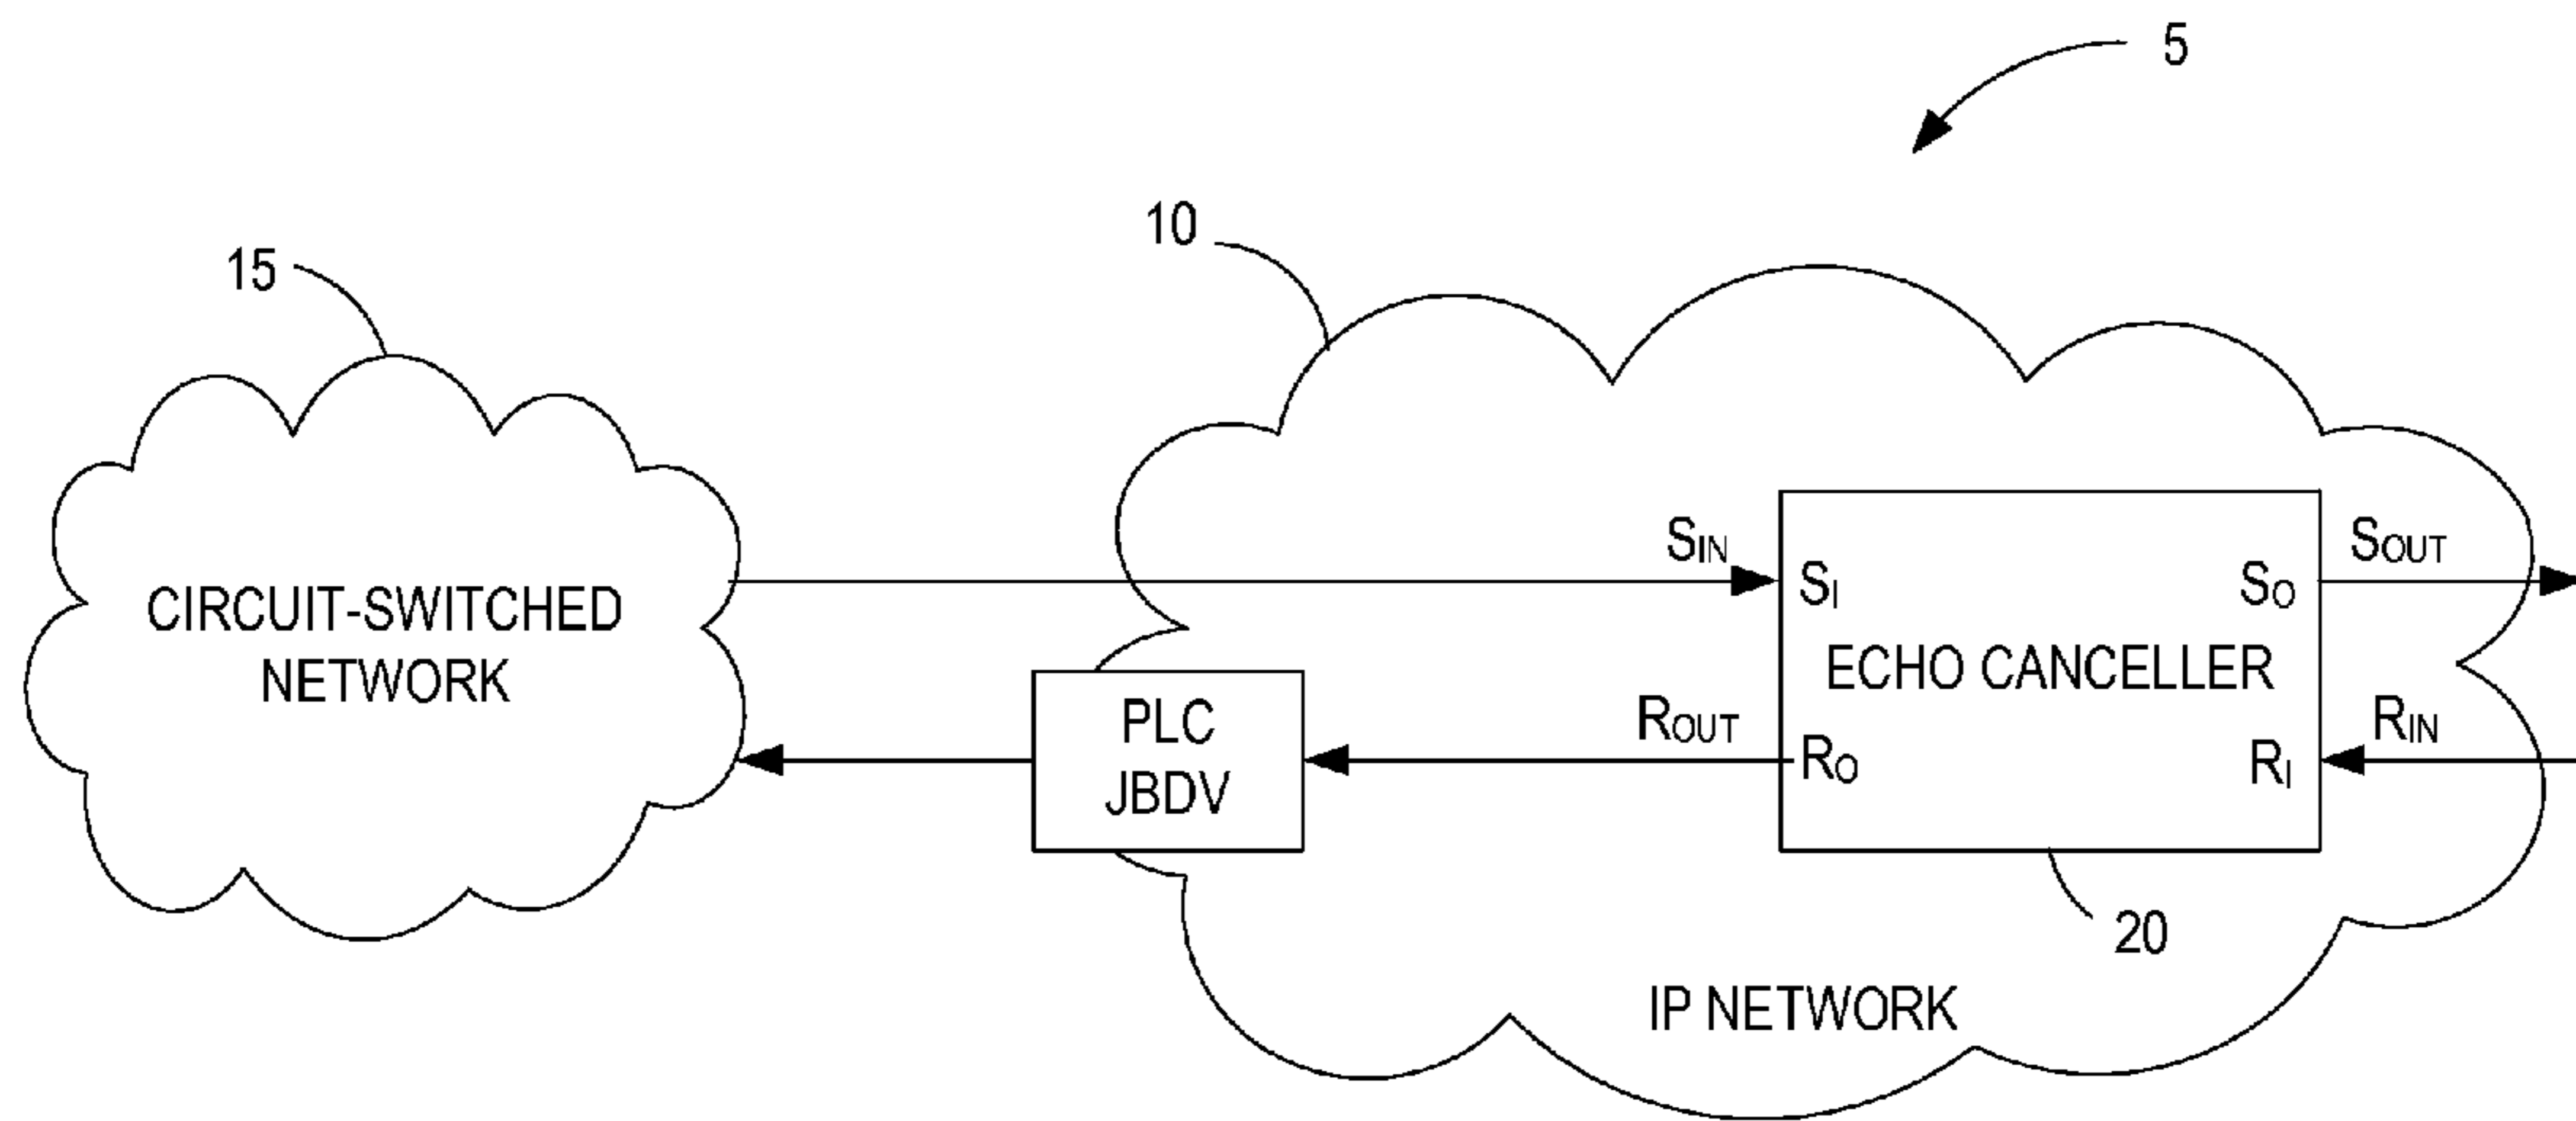 5
10
15
SIN
SOUT
SI
SO
CIRCUIT-SWITCHED
NETWORK
ECHO CANCELLER
PLC
JBDV
ROUT
RIN
RO
RI
20
IP NETWORK